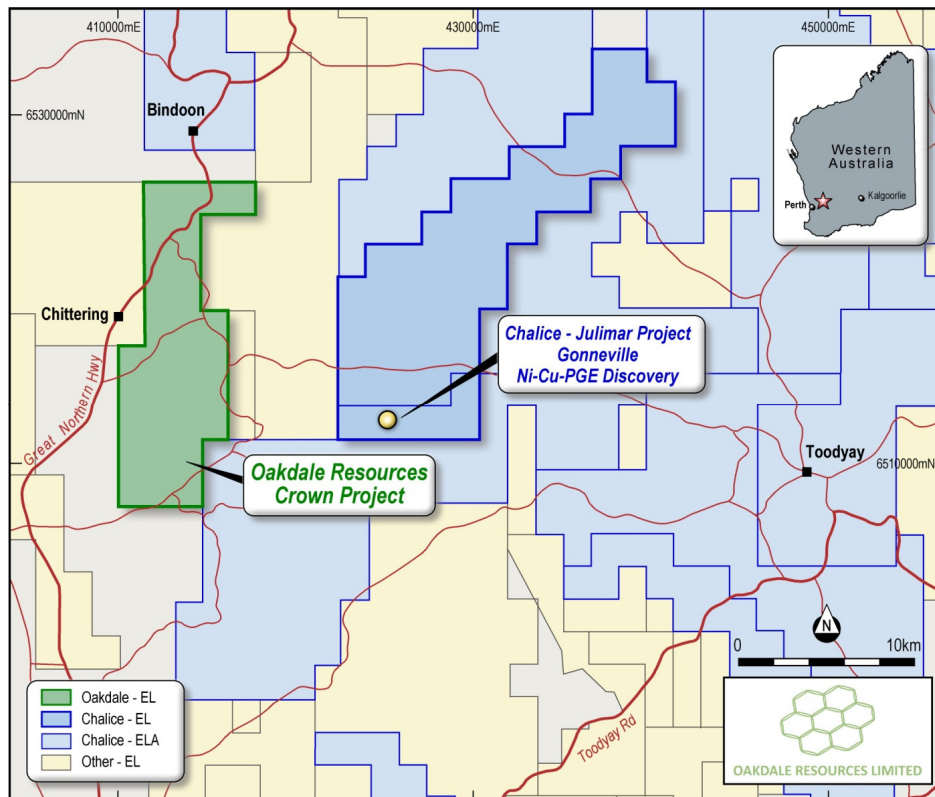 410000mE
430000mE
450000mE
Bindoon
6530000mN
Western
Australia
Perth
Kalgoorlie
Chittering
Chalice - Julimar Project
Gonneville
Ni-Cu-PGE Discovery
Great Northern Hwy
Toodyay
6510000mN
Oakdale Resources
Crown Project
N
0
10km
Oakdale - EL
Chalice - EL
Chalice - ELA
Other - EL
Toodyay Rd
OAKDALE RESOURCES LIMITED